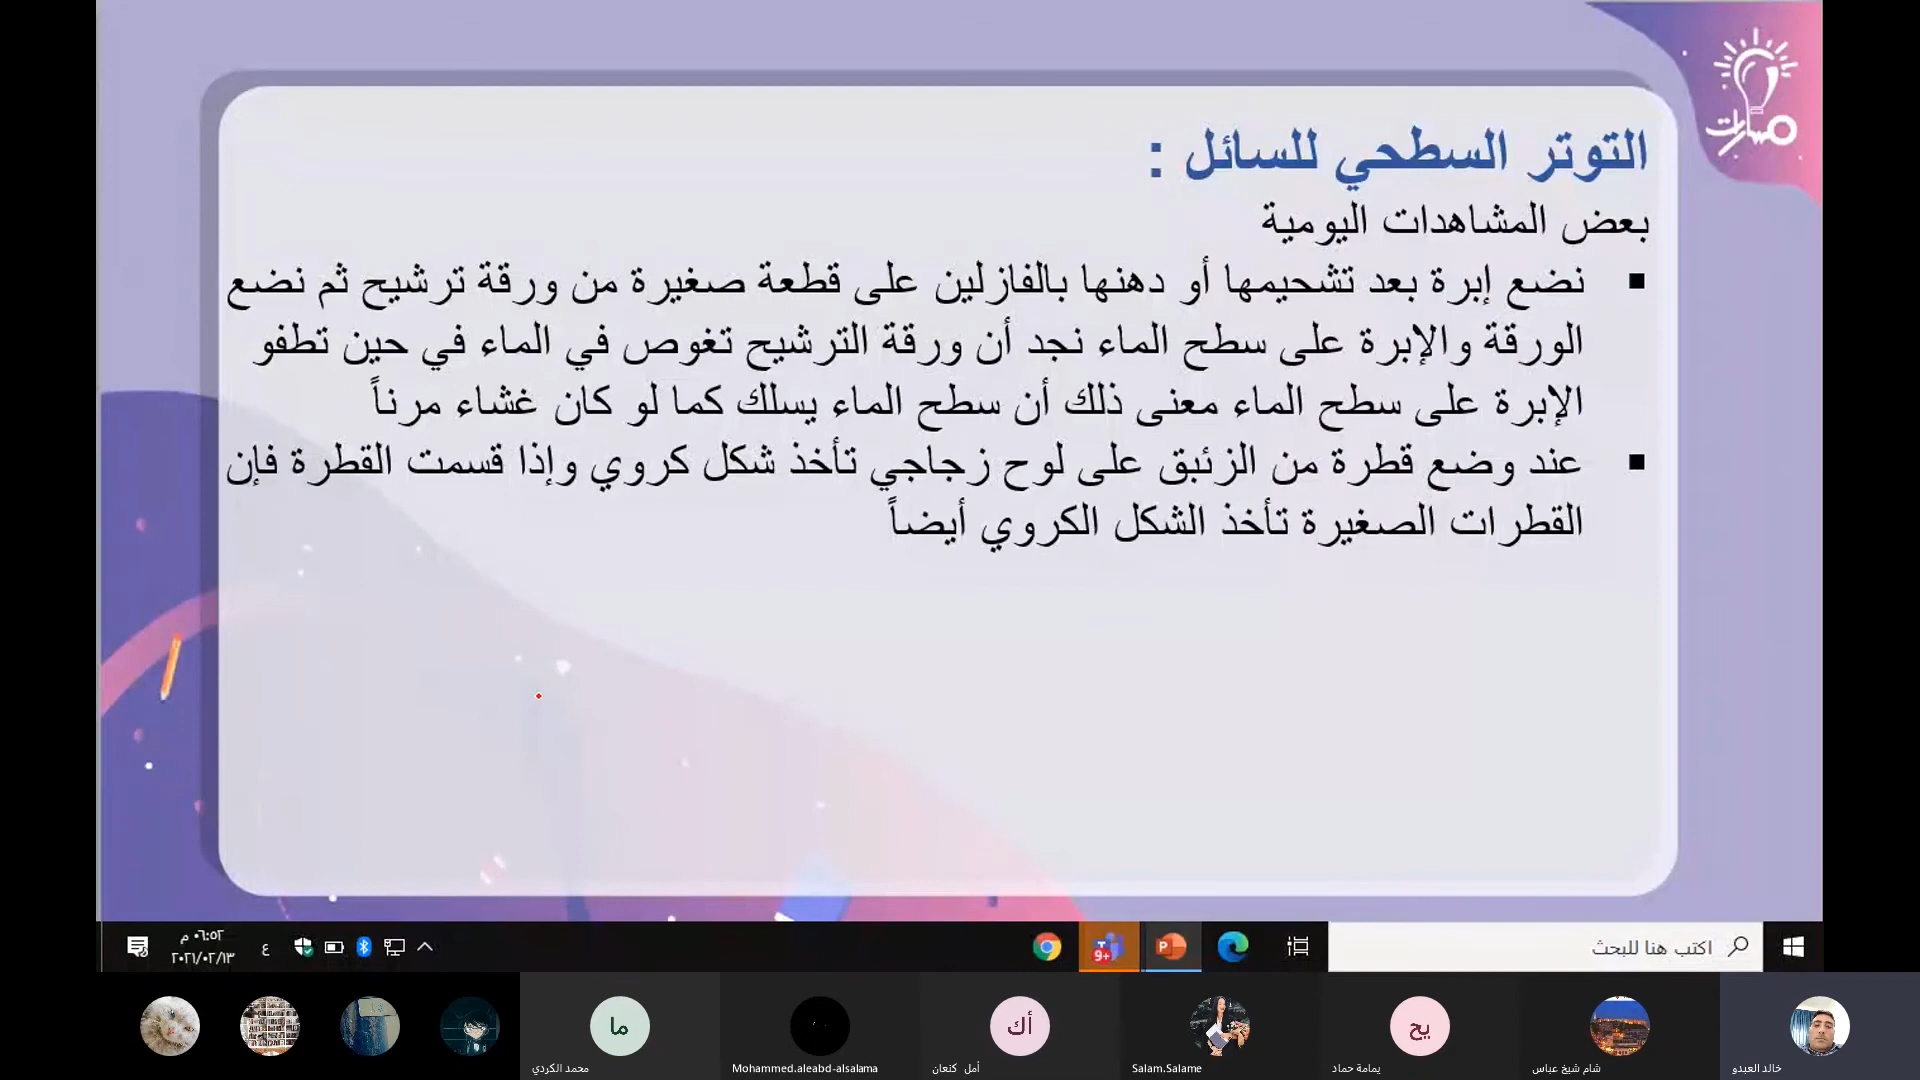 مسارات
التوتر السطحي للسائل :
بعض المشاهدات اليومية
▪ نضع إبرة بعد تشحيمها أو دهنها بالفازلين على قطعة صغيرة من ورقة ترشيح ثم نضع
الورقة والإبرة على سطح الماء نجد أن ورقة الترشيح تغوص في الماء في حين تطفو
الإبرة على سطح الماء معنى ذلك أن سطح الماء يسلك كما لو كان غشاء مرناً
▪ عند وضع قطرة من الزئبق على لوح زجاجي تأخذ شكل كروي وإذا قسمت القطرة فإن
القطرات الصغيرة تأخذ الشكل الكروي أيضاً
اكتب هنا للبحث
9+
ع
٠٦:٥٢ م
٢٠٢١/٠٢/١٣
ما
أك
يح
محمد الكردي
Mohammed.aleabd-alsalama
أمل كنعان
Salam.Salame
يمامة حماد
شام شيخ عباس
خالد العبدو